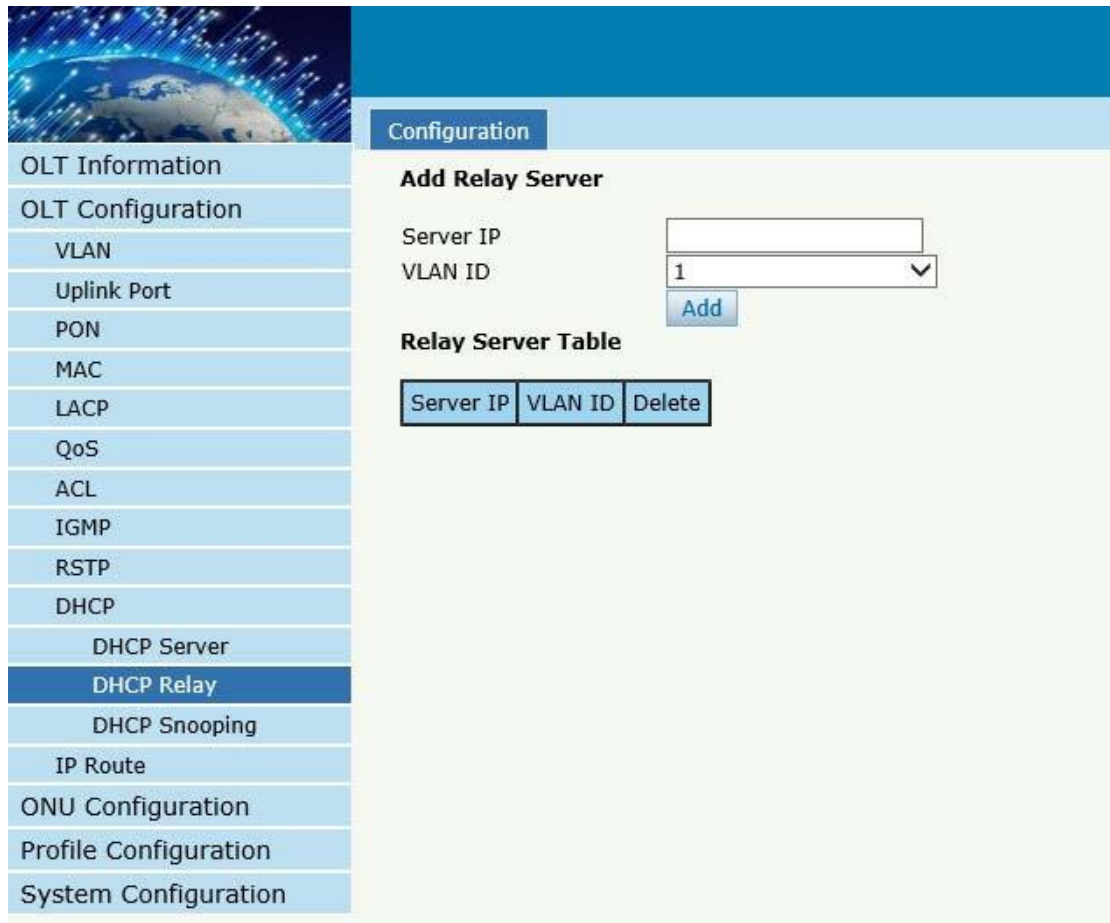 Configuration
OLT Information
OLT Configuration
VLAN
Uplink Port
PON
MAC
LACP
QoS
ACL
IGMP
RSTP
DHCP
DHCP Server
DHCP Relay
DHCP Snooping
IP Route
ONU Configuration
Profile Configuration
System Configuration
Add Relay Server
Server IP
VLAN ID 1
Add
Relay Server Table
Server IP VLAN ID Delete